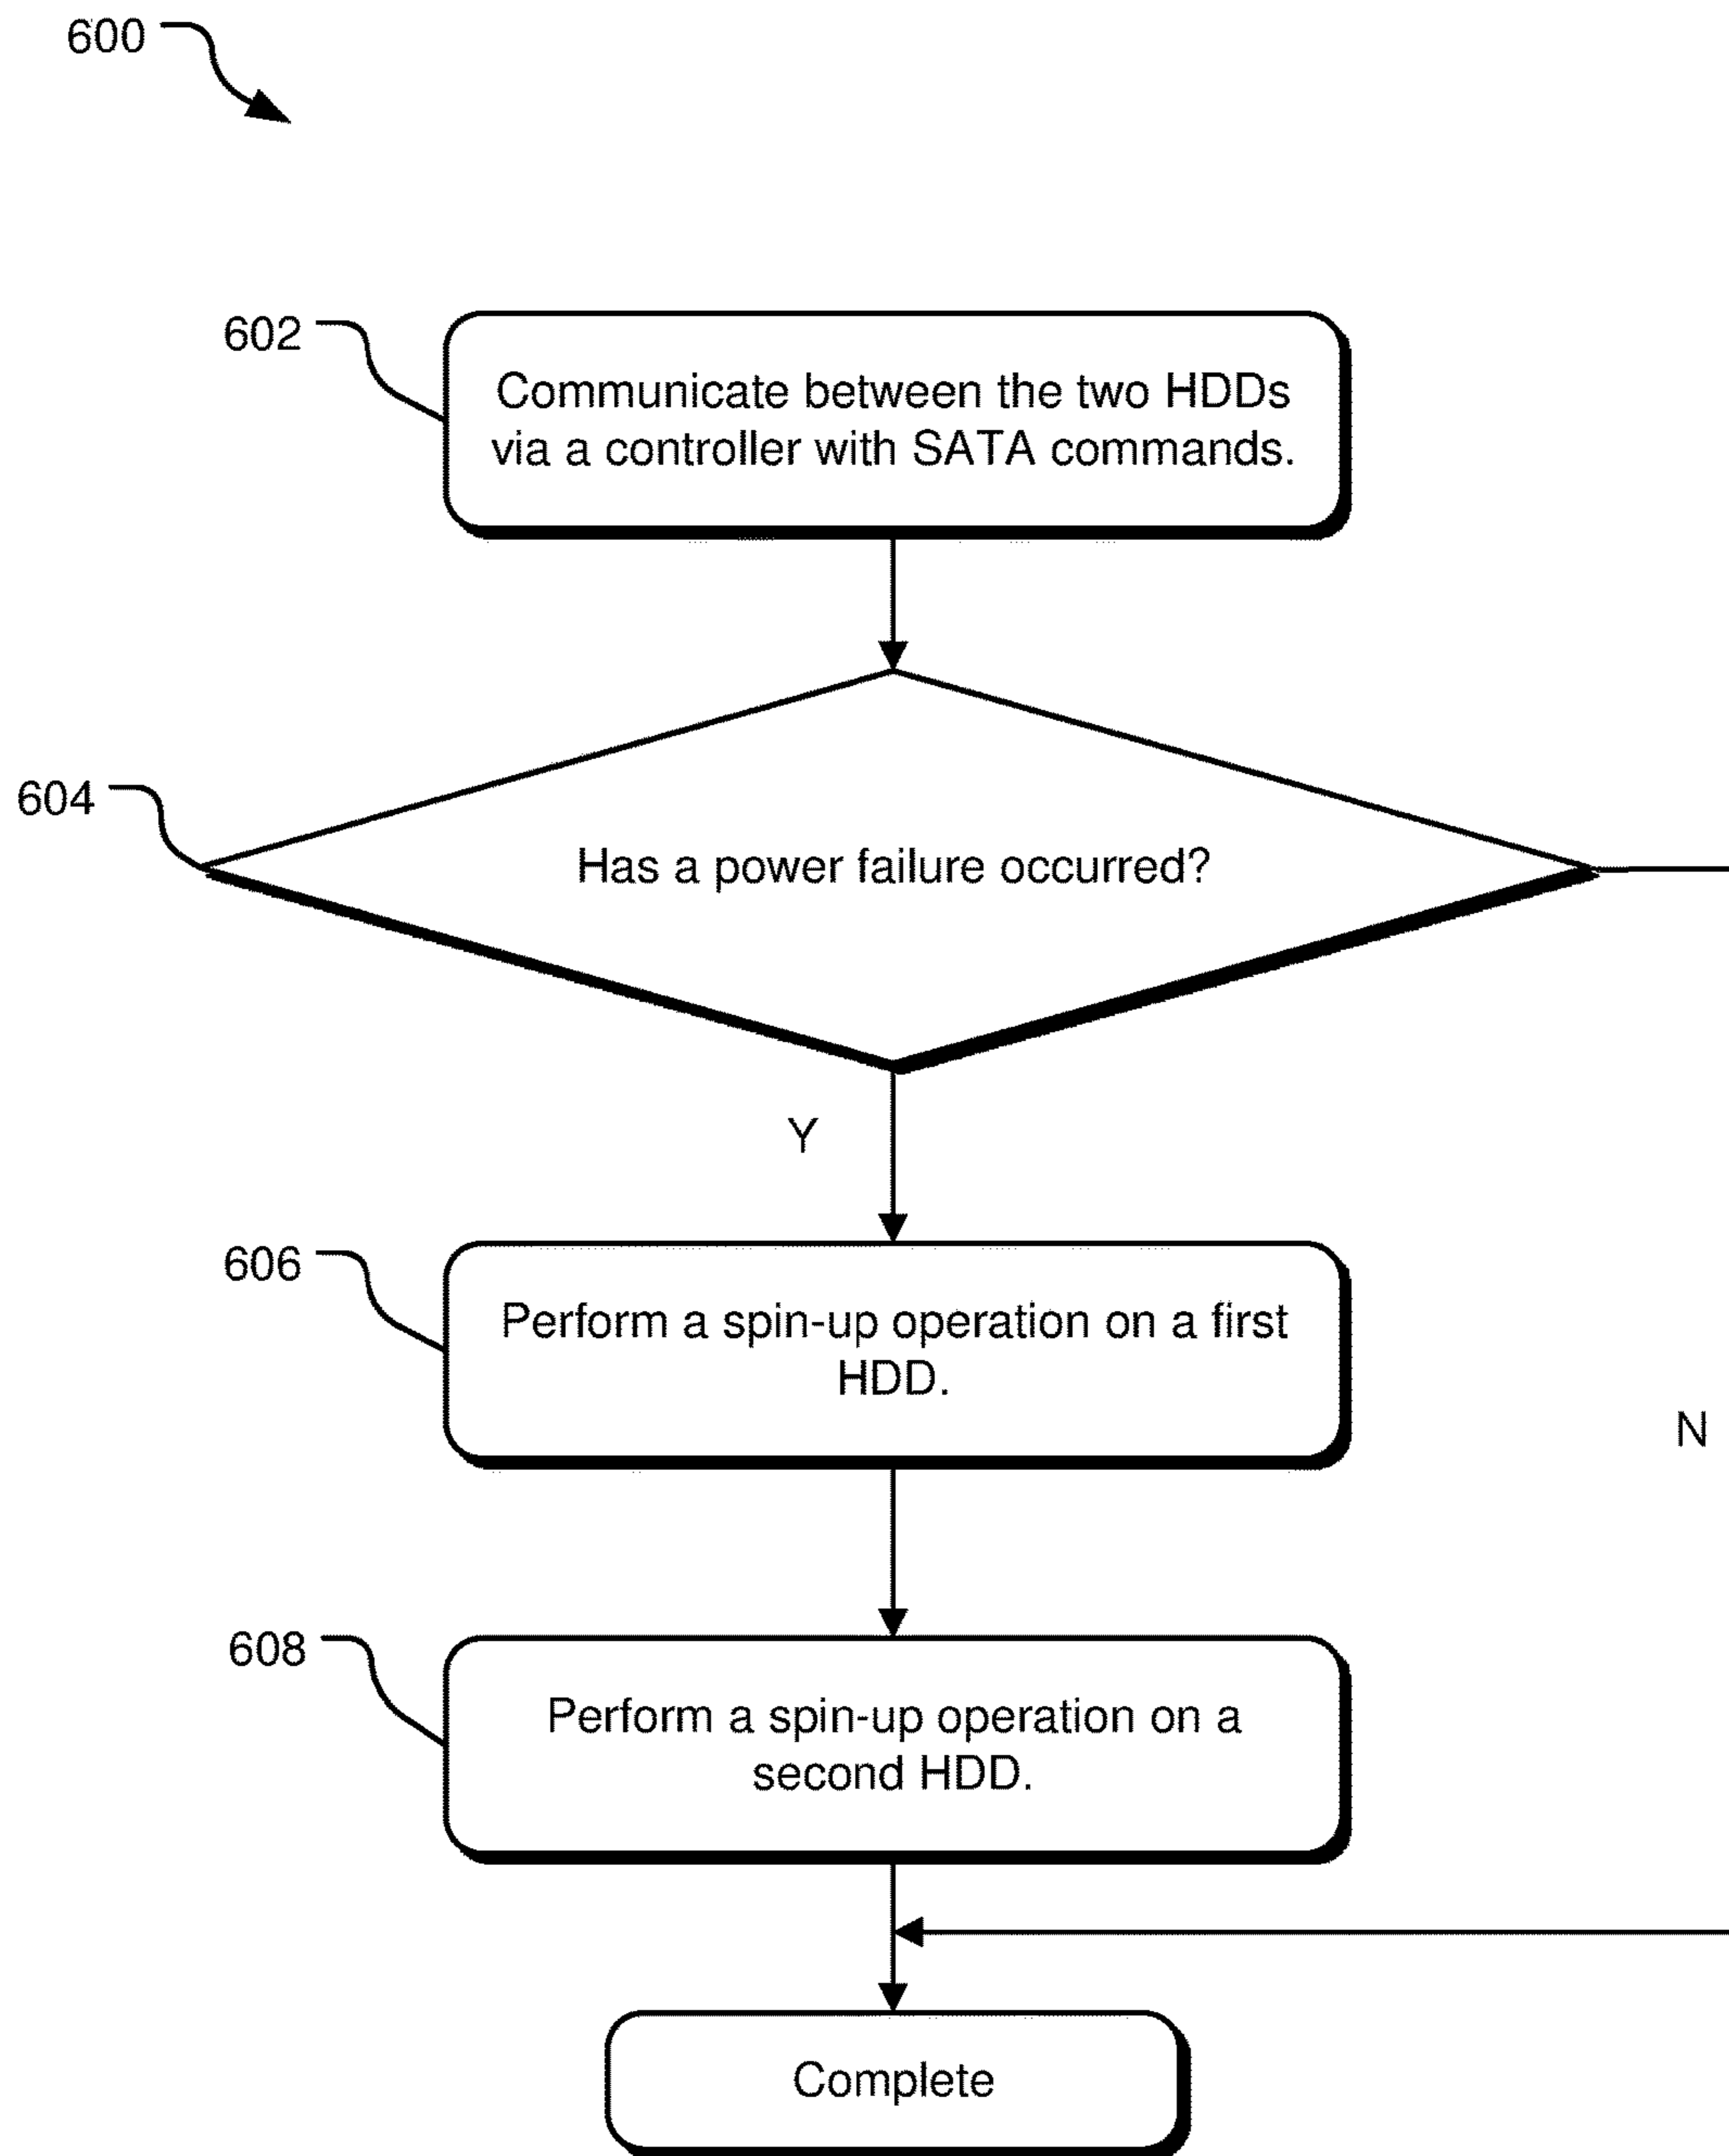 600
602
Communicate between the two HDDs
via a controller with SATA commands.
604
Has a power failure occurred?
Y
606
Perform a spin-up operation on a first
HDD.
N
608
Perform a spin-up operation on a
second HDD.
Complete